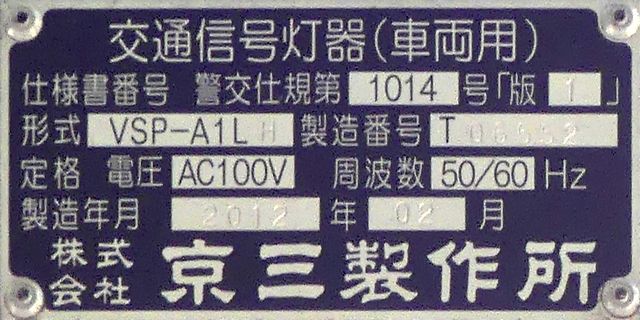 交通信号灯器(車両用)
仕様書番号 警交仕規第 1014 号「版 1 」
形式 VSP-A1L H 製造番号 T 06552
定格 電圧 AC100V 周波数 50/60 Hz
製造年月 2012 年 02 月
株式会社 京三製作所